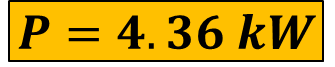 P = 4.36 kW